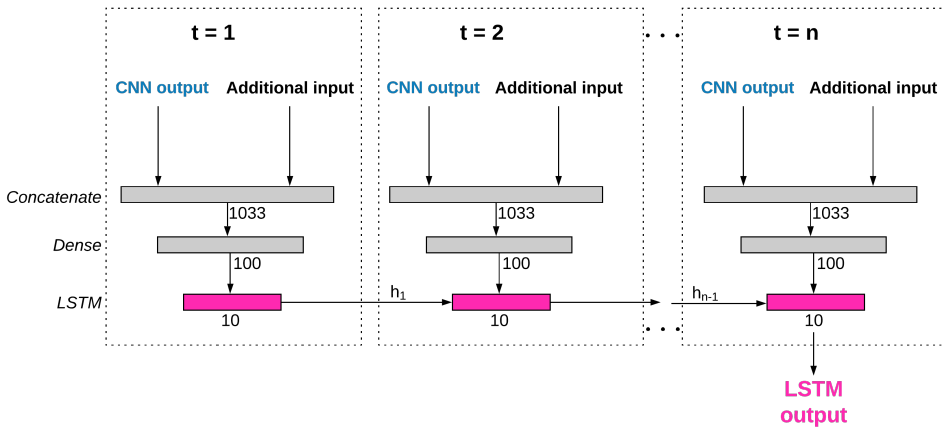 t = 1
t = 2
. . .
t = n
CNN output
Additional input
CNN output
Additional input
CNN output
Additional input
Concatenate
1033
1033
1033
Dense
100
100
100
LSTM
h1
hn-1
10
10
. . .
10
LSTM
output